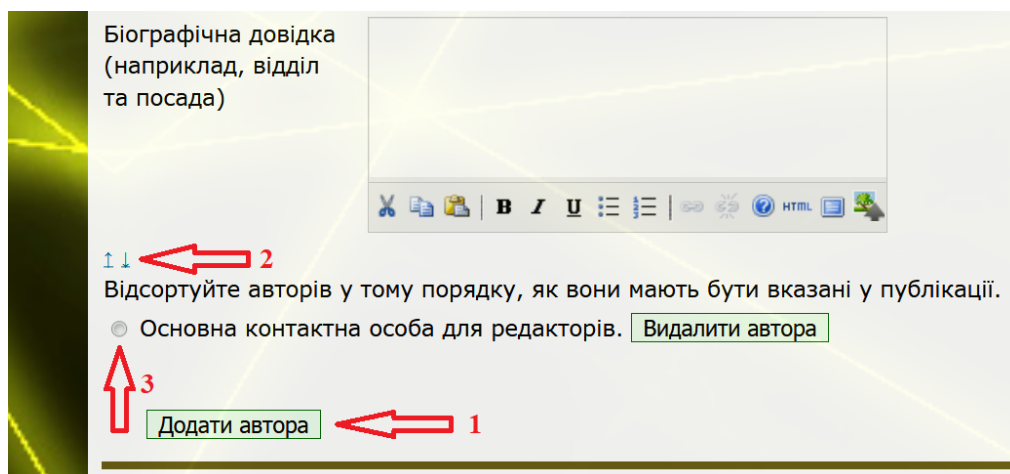 Біографічна довідка
(наприклад, відділ
та посада)
B I U HTML
↑ ↓ 2
Відсортуйте авторів у тому порядку, як вони мають бути вказані у публікації.
Основна контактна особа для редакторів. Видалити автора
3
Додати автора 1